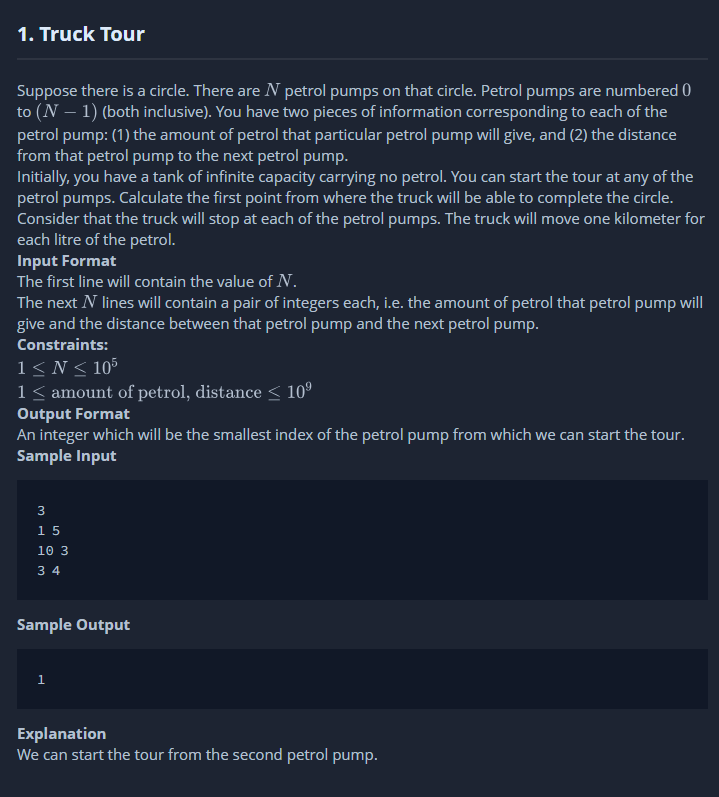 1. Truck Tour
Suppose there is a circle. There are N petrol pumps on that circle. Petrol pumps are numbered 0
to (N − 1) (both inclusive). You have two pieces of information corresponding to each of the
petrol pump: (1) the amount of petrol that particular petrol pump will give, and (2) the distance
from that petrol pump to the next petrol pump.
Initially, you have a tank of infinite capacity carrying no petrol. You can start the tour at any of the
petrol pumps. Calculate the first point from where the truck will be able to complete the circle.
Consider that the truck will stop at each of the petrol pumps. The truck will move one kilometer for
each litre of the petrol.
Input Format
The first line will contain the value of N.
The next N lines will contain a pair of integers each, i.e. the amount of petrol that petrol pump will
give and the distance between that petrol pump and the next petrol pump.
Constraints:
1 ≤ N ≤ 10⁵
1 ≤ amount of petrol, distance ≤ 10⁹
Output Format
An integer which will be the smallest index of the petrol pump from which we can start the tour.
Sample Input
3
1 5
10 3
3 4
Sample Output
1
Explanation
We can start the tour from the second petrol pump.